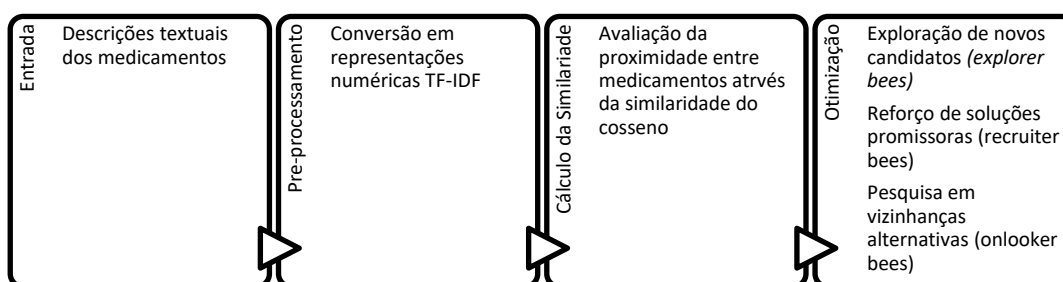 Entrada
Descrições textuais
dos medicamentos
Pre-processamento
Conversão em
representações
numéricas TF-IDF
Cálculo da Similariade
Avaliação da
proximidade entre
medicamentos atrvés
da similaridade do
cosseno
Otimização
Exploração de novos
candidatos (explorer
bees)
Reforço de soluções
promissoras (recruiter
bees)
Pesquisa em
vizinhanças
alternativas (onlooker
bees)